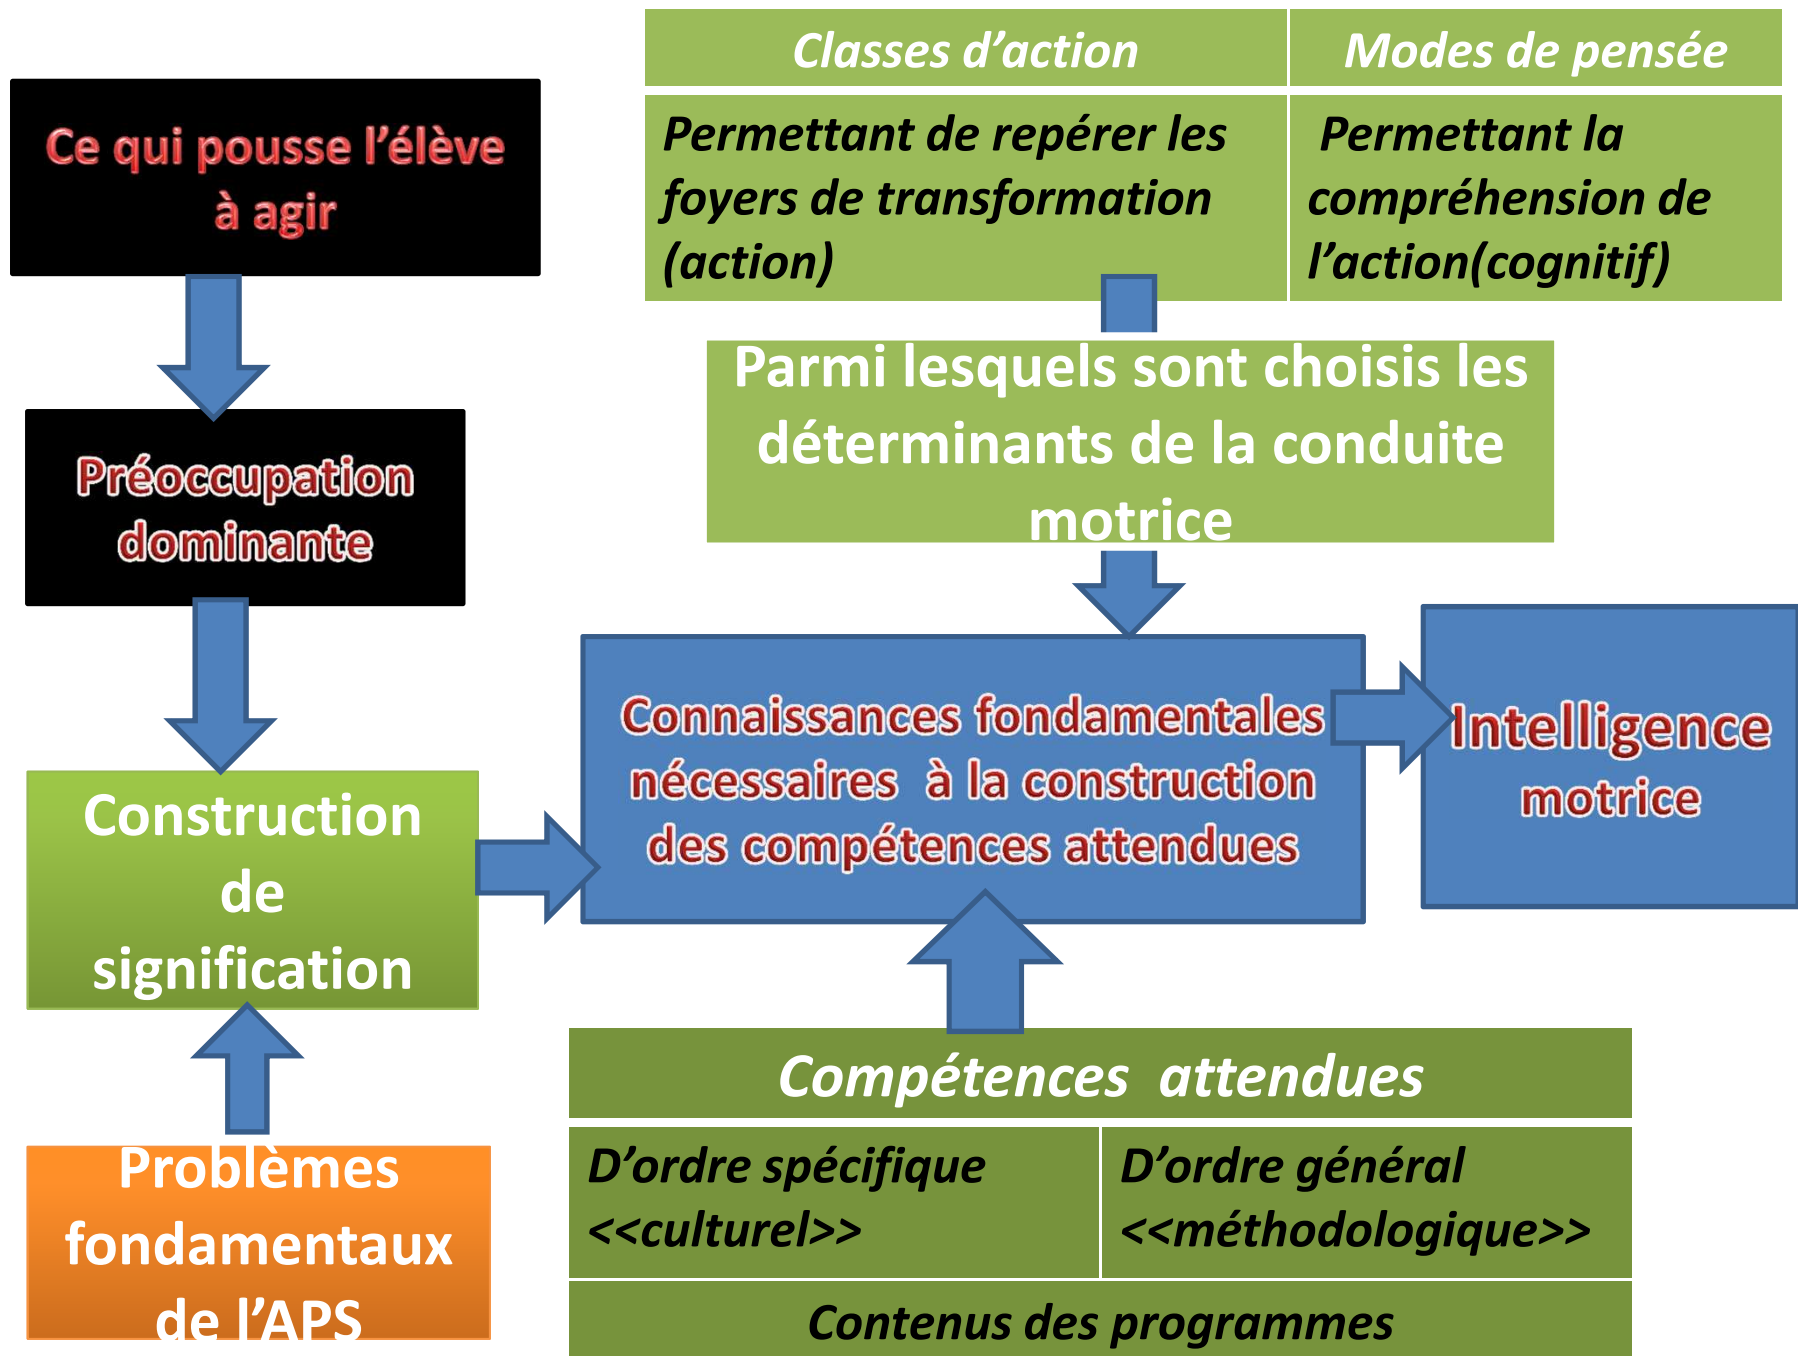 Ce qui pousse l’élève
à agir
Préoccupation
dominante
Construction
de
signification
Problèmes
fondamentaux
de l’APS
Classes d’action
Modes de pensée
Permettant de repérer les
foyers de transformation
(action)
Permettant la
compréhension de
l’action(cognitif)
Parmi lesquels sont choisis les
déterminants de la conduite
motrice
Connaissances fondamentales
nécessaires à la construction
des compétences attendues
Intelligence
motrice
Compétences attendues
D’ordre spécifique
<<culturel>>
D’ordre général
<<méthodologique>>
Contenus des programmes